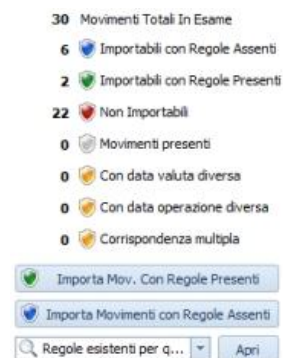 30 Movimenti Totali In Esame
6 Importabili con Regole Assenti
2 Importabili con Regole Presenti
22 Non Importabili
0 Movimenti presenti
0 Con data valuta diversa
0 Con data operazione diversa
0 Corrispondenza multipla
Importa Mov. Con Regole Presenti
Importa Movimenti con Regole Assenti
Regole esistenti per q... Apri